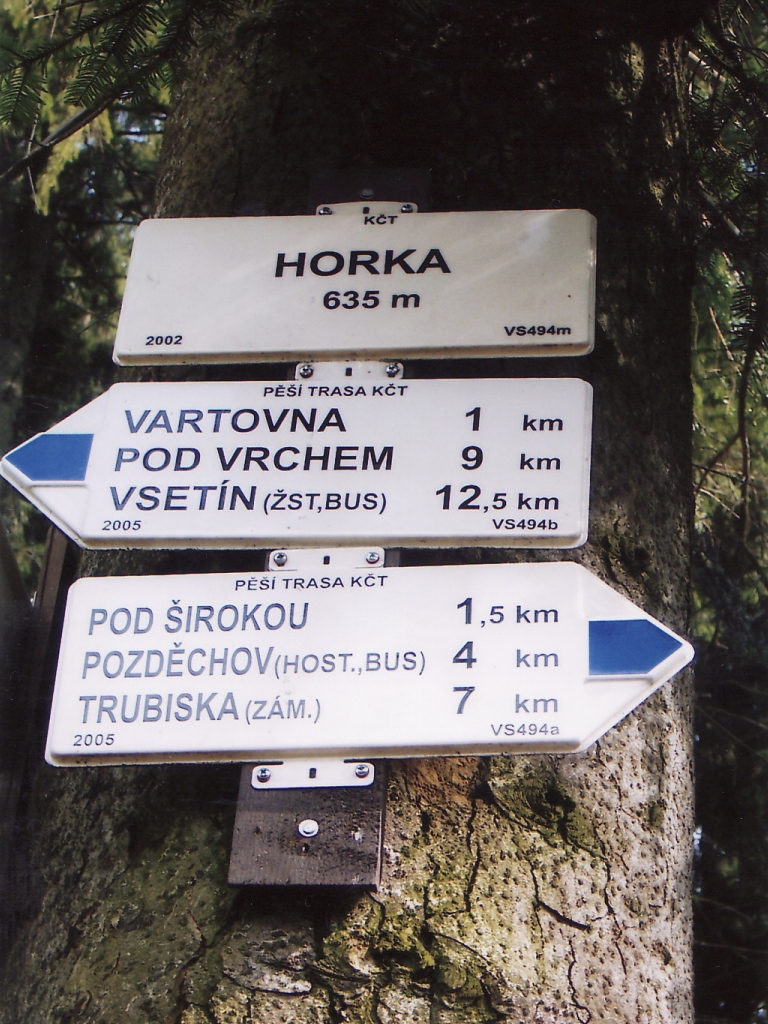 KČT
HORKA
635 m
2002 VS494m
PĚŠÍ TRASA KČT
VARTOVNA 1 km
POD VRCHEM 9 km
VSETÍN (ŽST,BUS) 12,5 km
2005 VS494b
PĚŠÍ TRASA KČT
POD ŠIROKOU 1,5 km
POZDĚCHOV (HOST.,BUS) 4 km
TRUBISKA (ZÁM.) 7 km
2005 VS494a